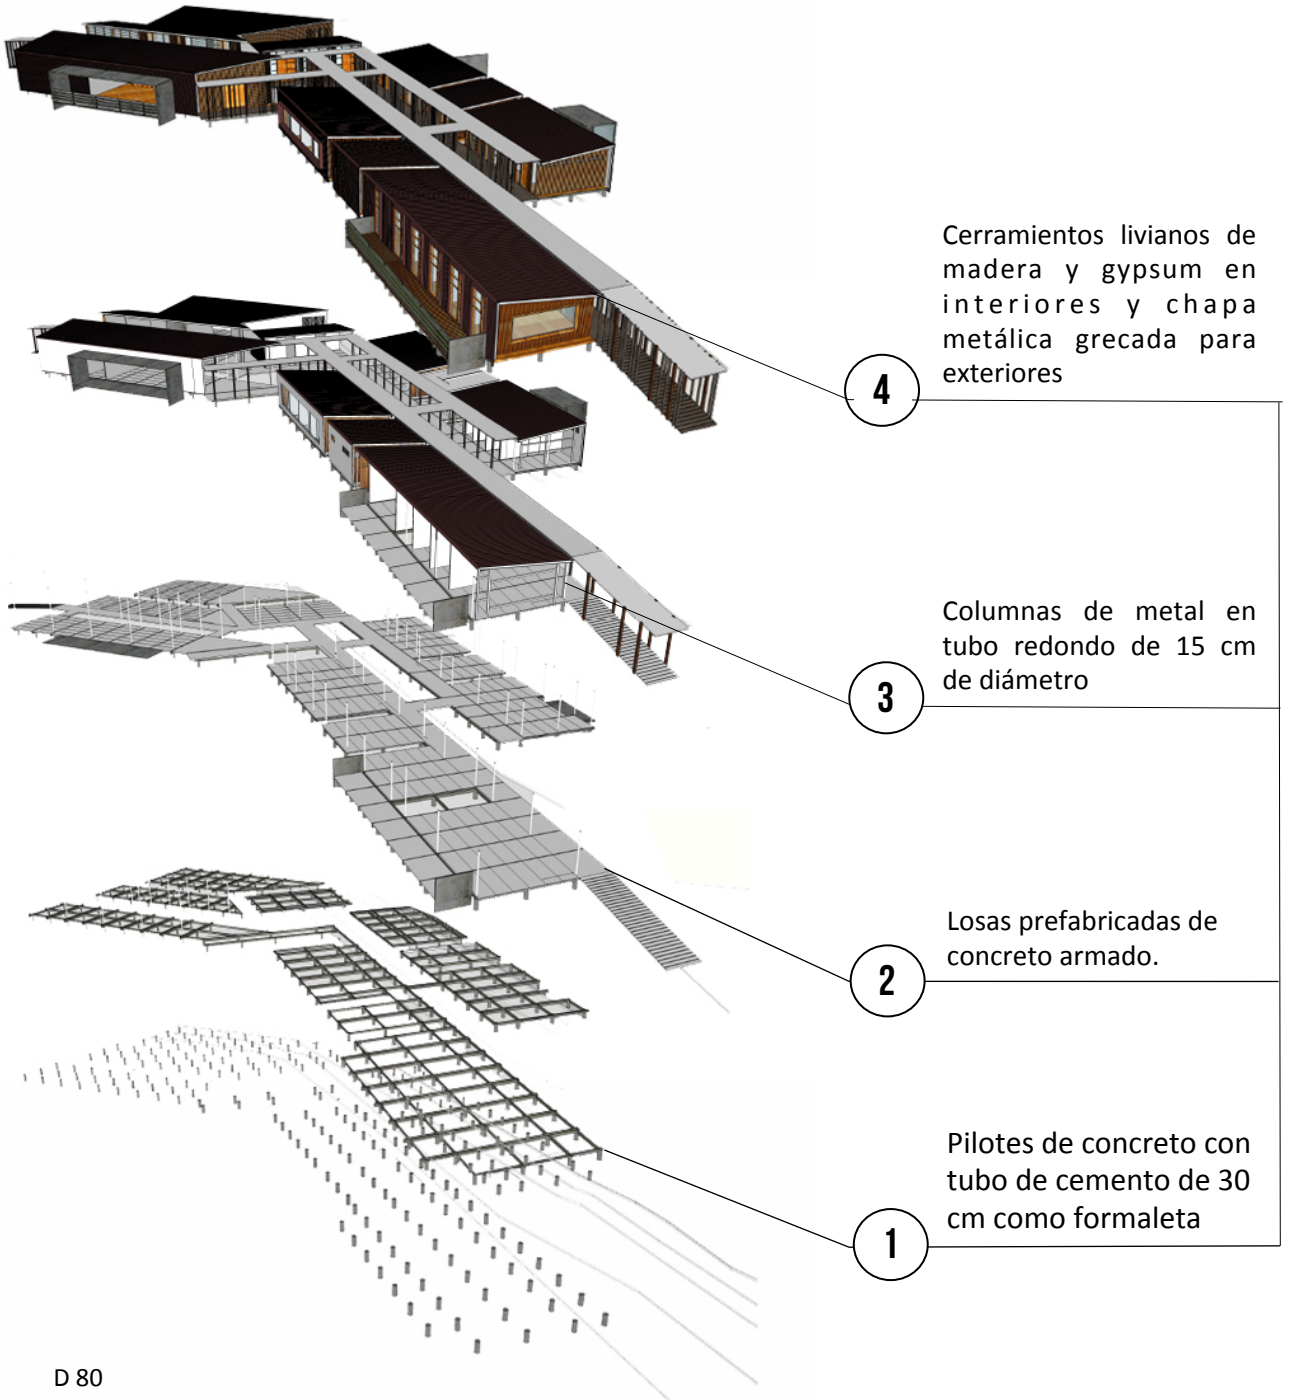 Cerramientos livianos de
madera y gypsum en
interiores y chapa
metálica grecada para
exteriores
4
Columnas de metal en
tubo redondo de 15 cm
de diámetro
3
Losas prefabricadas de
concreto armado.
2
Pilotes de concreto con
tubo de cemento de 30
cm como formaleta
1
D 80